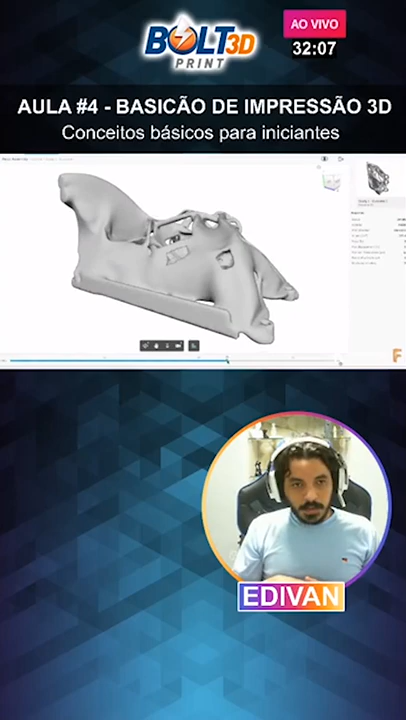 BOLT3D
PRINT
AO VIVO
32:07
AULA #4 - BASICÃO DE IMPRESSÃO 3D
Conceitos básicos para iniciantes
EDIVAN